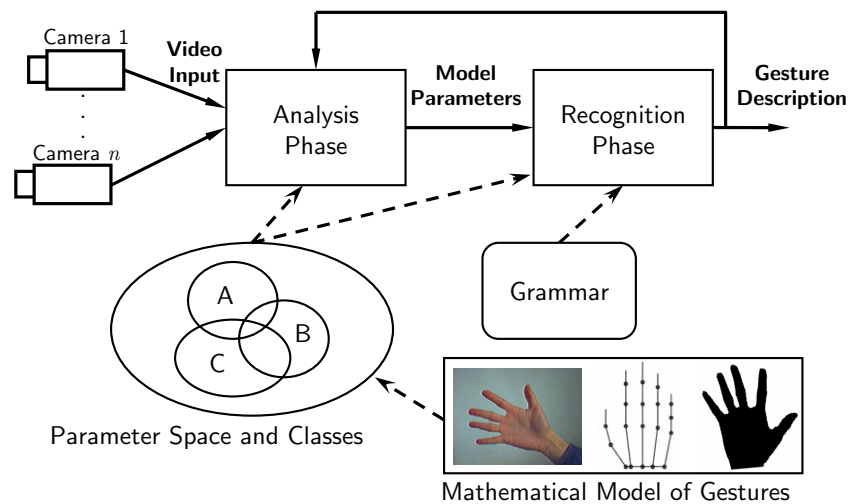 Camera 1
Video
Input
.
.
.
Camera n
Analysis
Phase
Model
Parameters
Recognition
Phase
Gesture
Description
A
B
C
Grammar
Parameter Space and Classes
Mathematical Model of Gestures